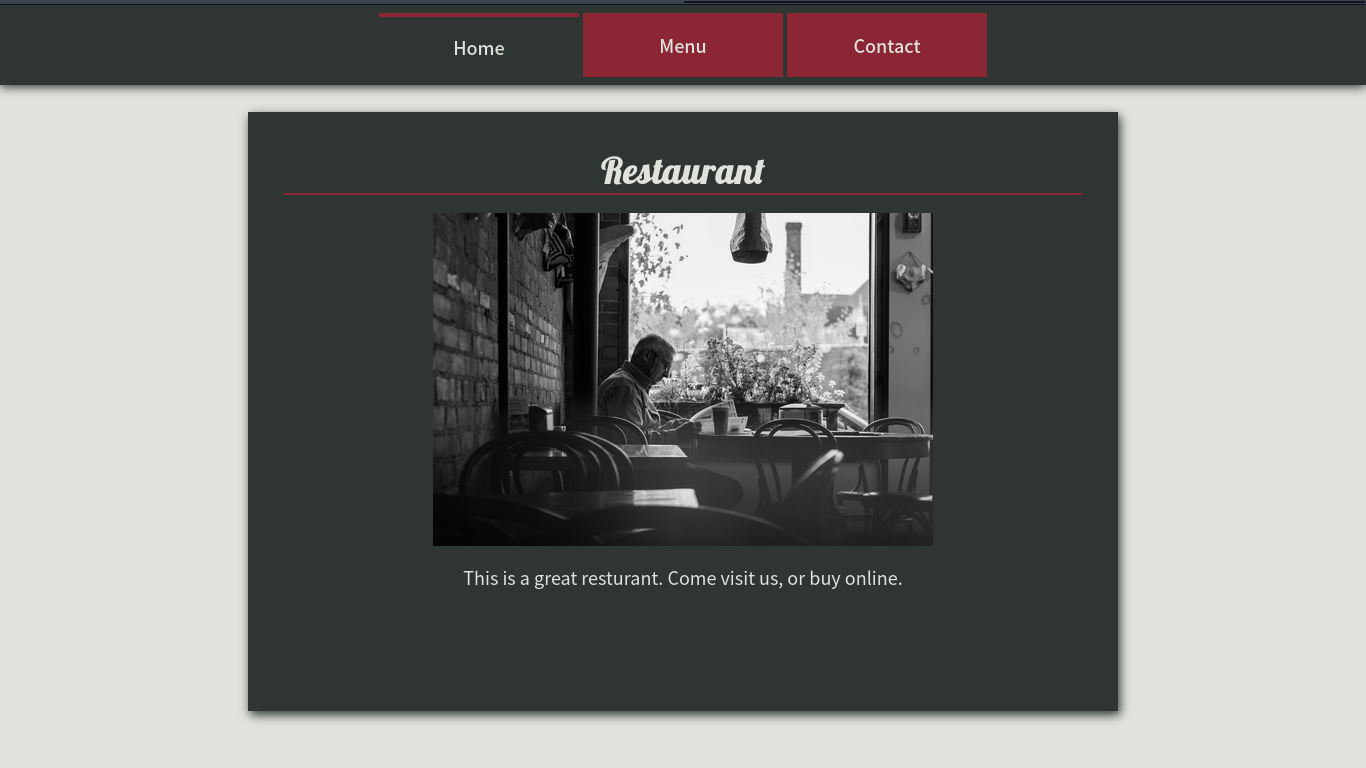 Home
Menu
Contact
Restaurant
This is a great resturant. Come visit us, or buy online.